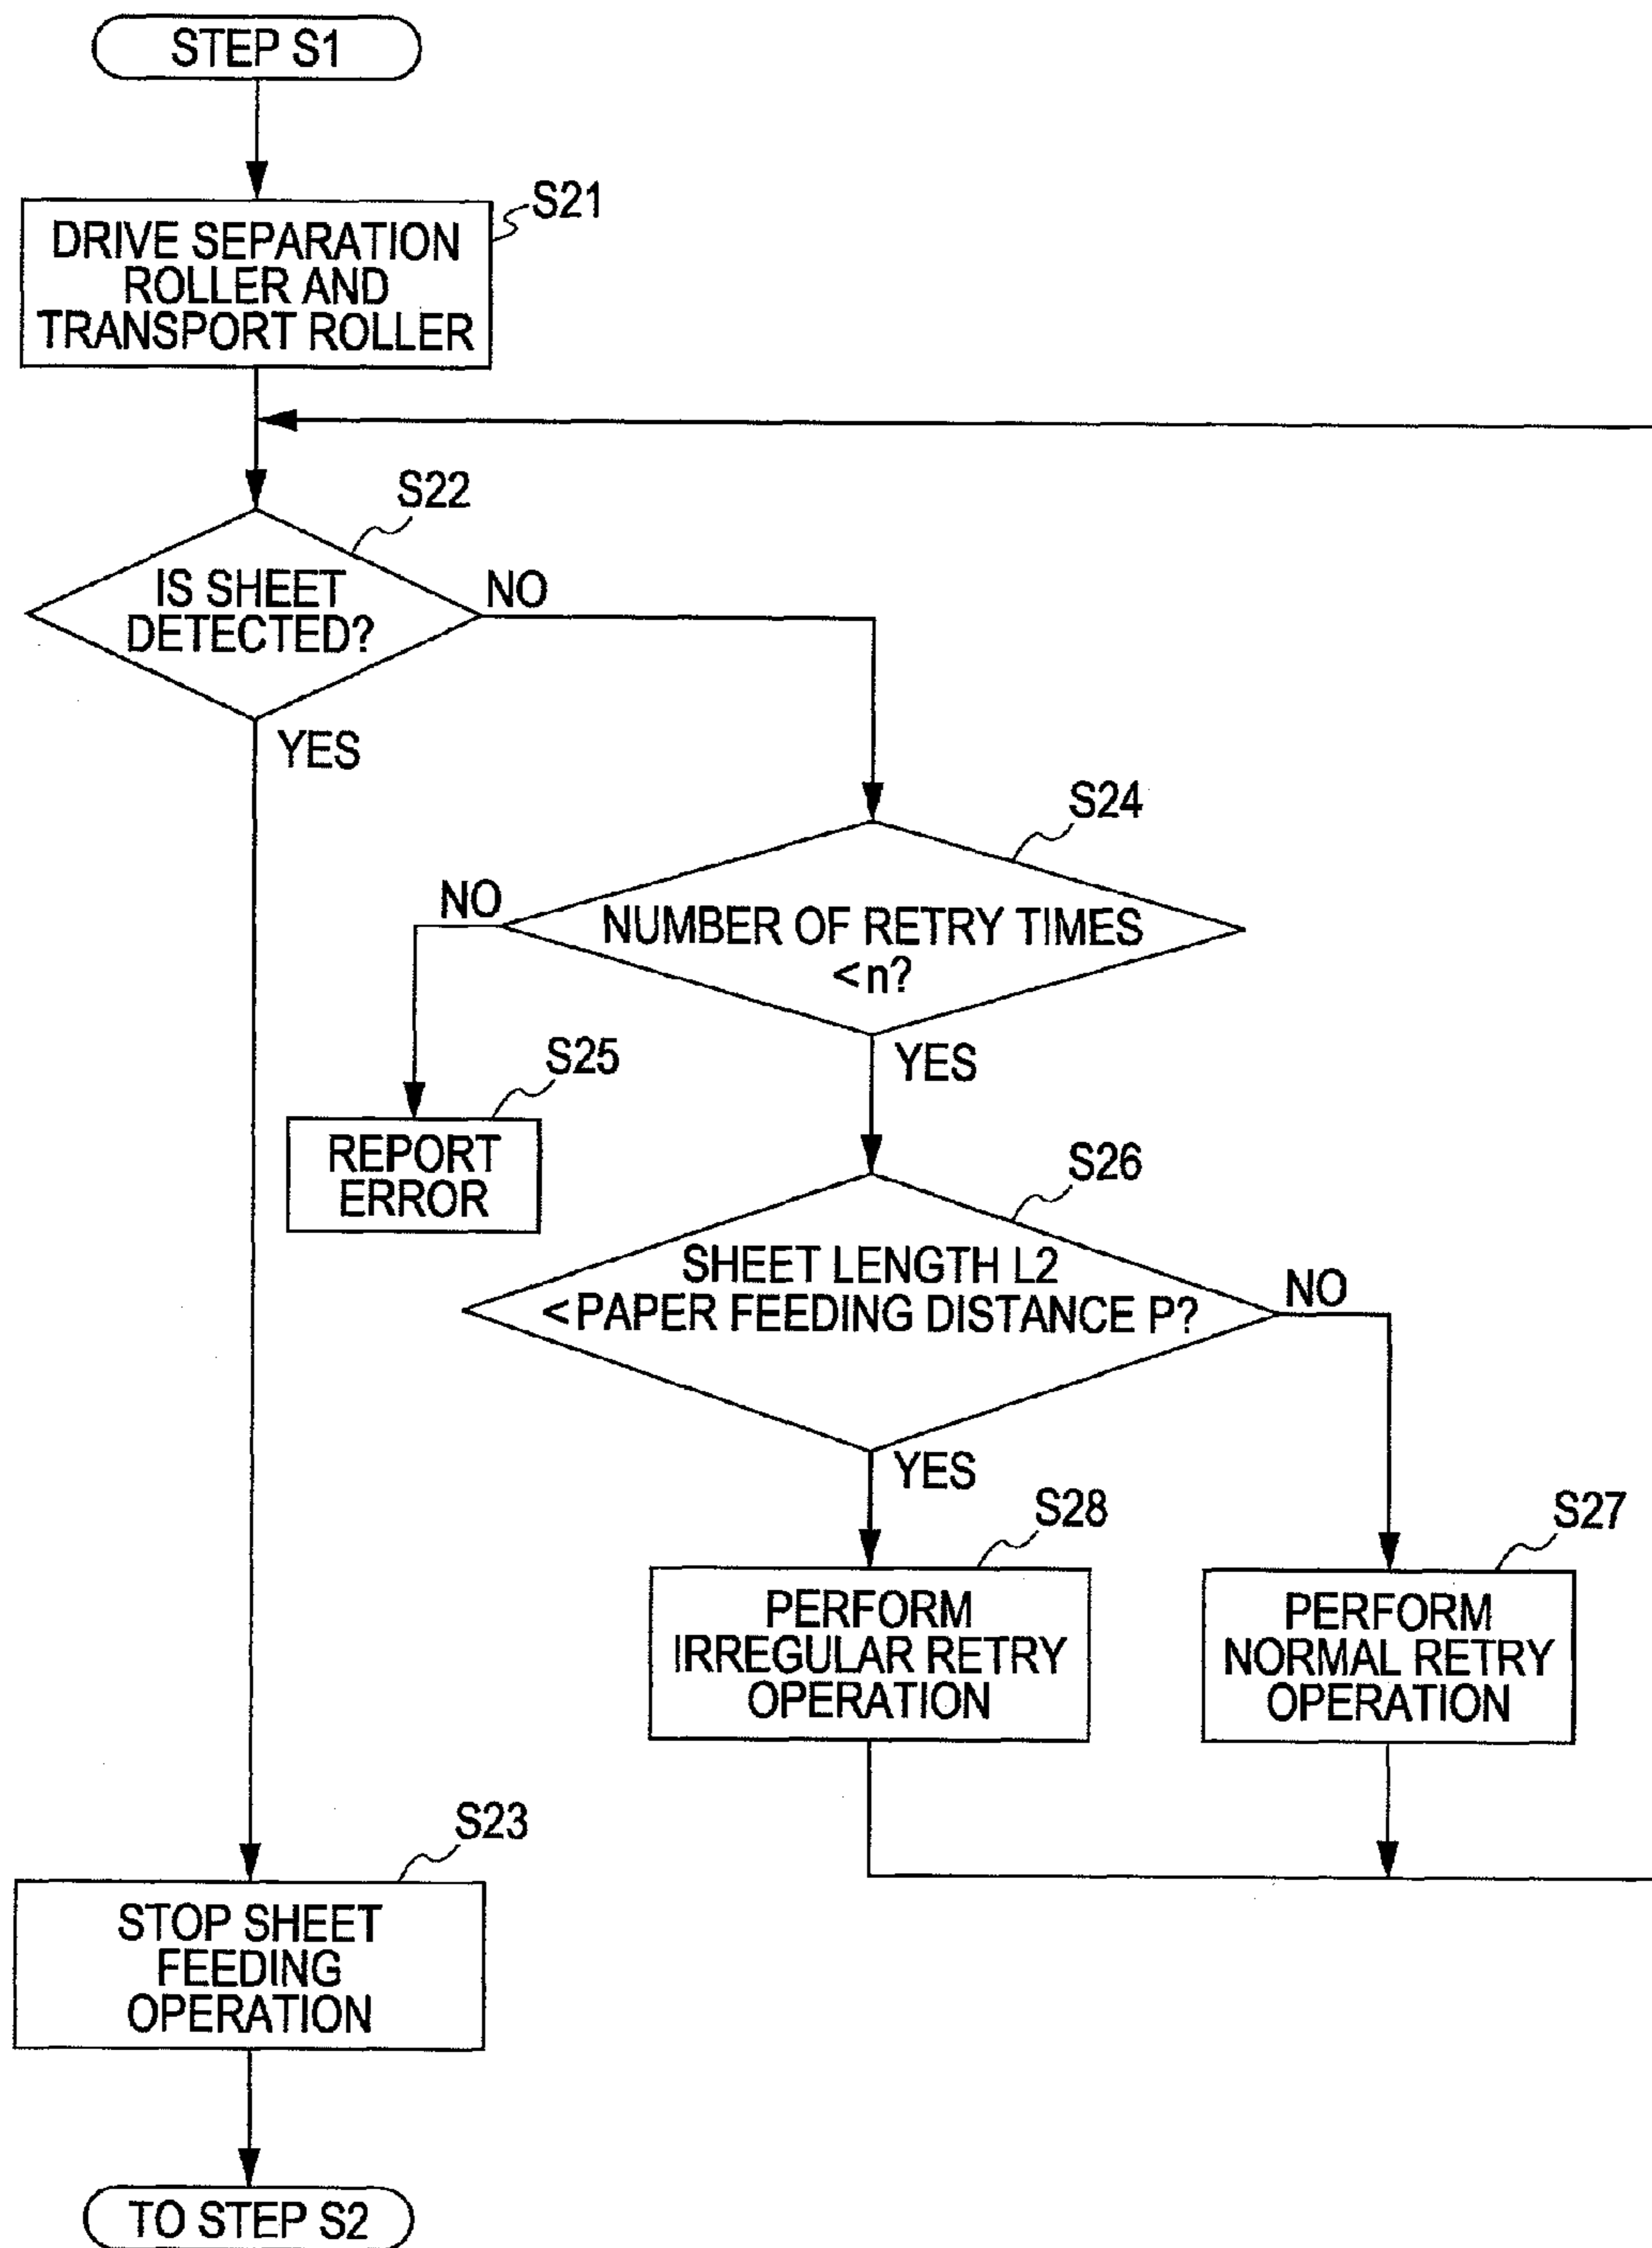 STEP S1
S21
DRIVE SEPARATION
ROLLER AND
TRANSPORT ROLLER
S22
IS SHEET
DETECTED?
NO
YES
S24
NO
NUMBER OF RETRY TIMES
<n?
YES
S25
REPORT
ERROR
S26
SHEET LENGTH L2
<PAPER FEEDING DISTANCE P?
NO
YES
S28
PERFORM
IRREGULAR RETRY
OPERATION
S27
PERFORM
NORMAL RETRY
OPERATION
S23
STOP SHEET
FEEDING
OPERATION
TO STEP S2